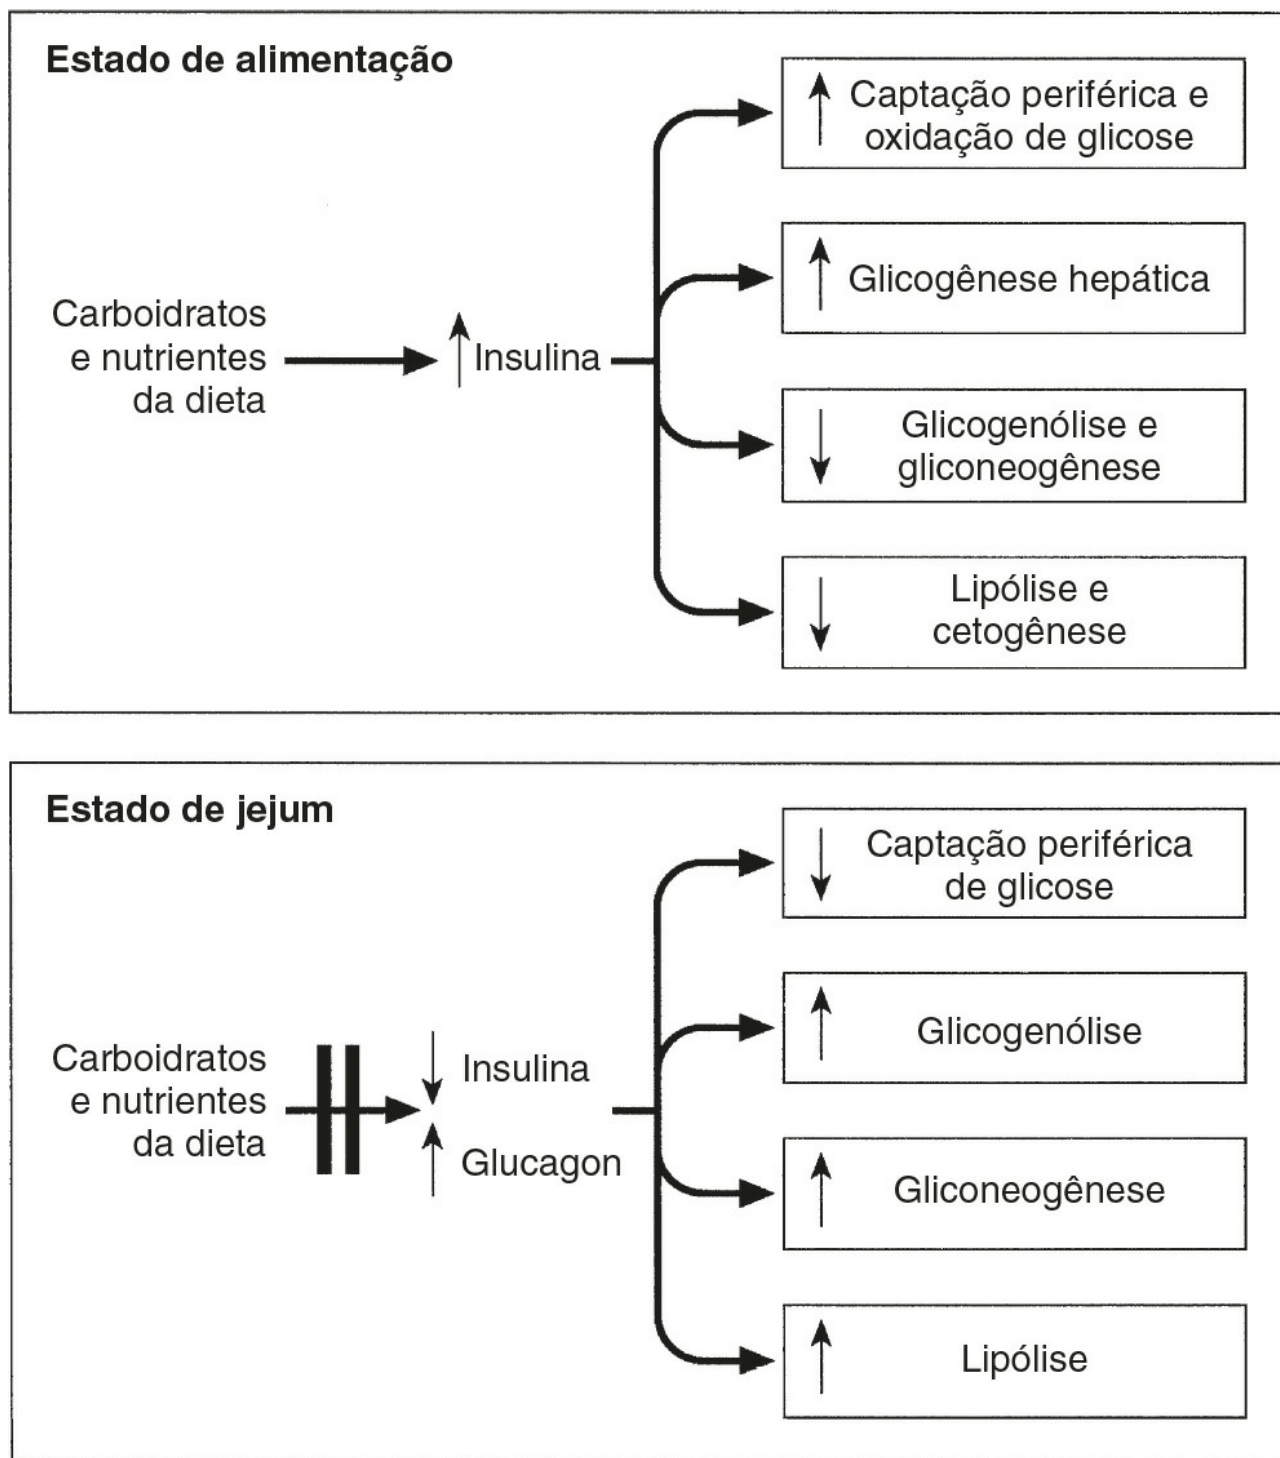 Estado de alimentação
Carboidratos
e nutrientes
da dieta
Insulina
Captação periférica e
oxidação de glicose
Glicogênese hepática
Glicogenólise e
gliconeogênese
Lipólise e
cetogênese
Estado de jejum
Carboidratos
e nutrientes
da dieta
Insulina
Glucagon
Captação periférica
de glicose
Glicogenólise
Gliconeogênese
Lipólise